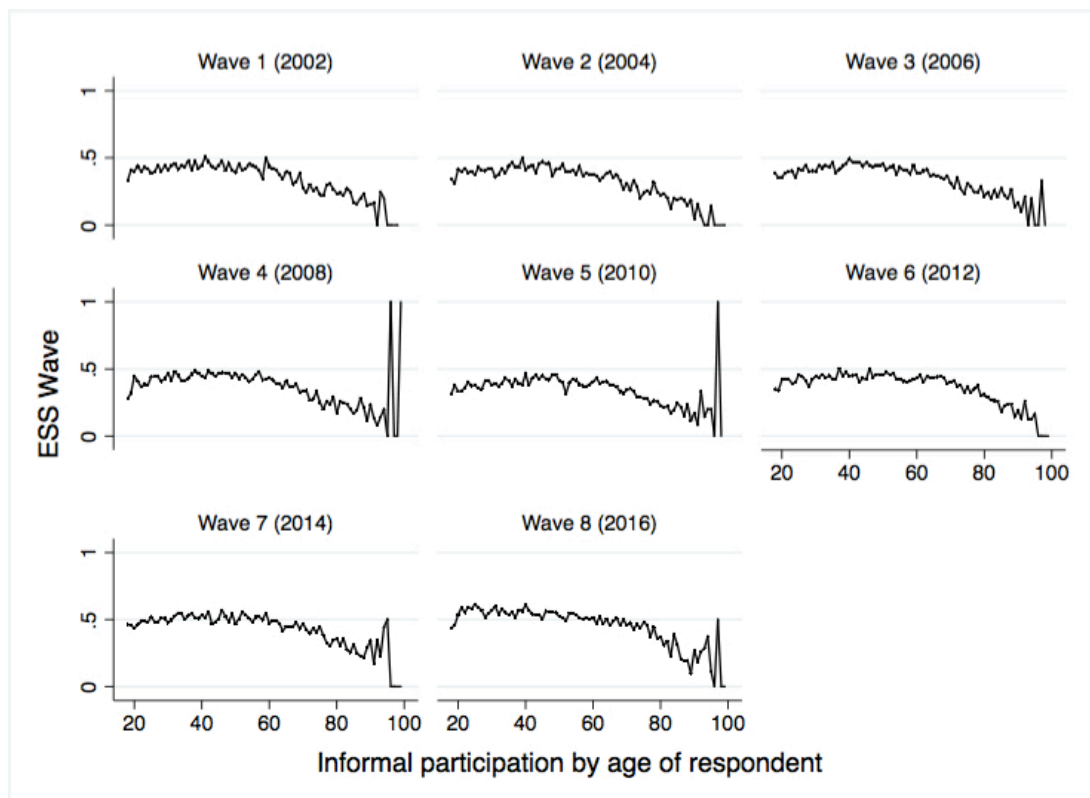 Wave 1 (2002)
Wave 2 (2004)
Wave 3 (2006)
1
.5
0
Wave 4 (2008)
Wave 5 (2010)
Wave 6 (2012)
1
.5
0
20 40 60 80 100
Wave 7 (2014)
Wave 8 (2016)
1
.5
0
20 40 60 80 100
20 40 60 80 100
ESS Wave
Informal participation by age of respondent